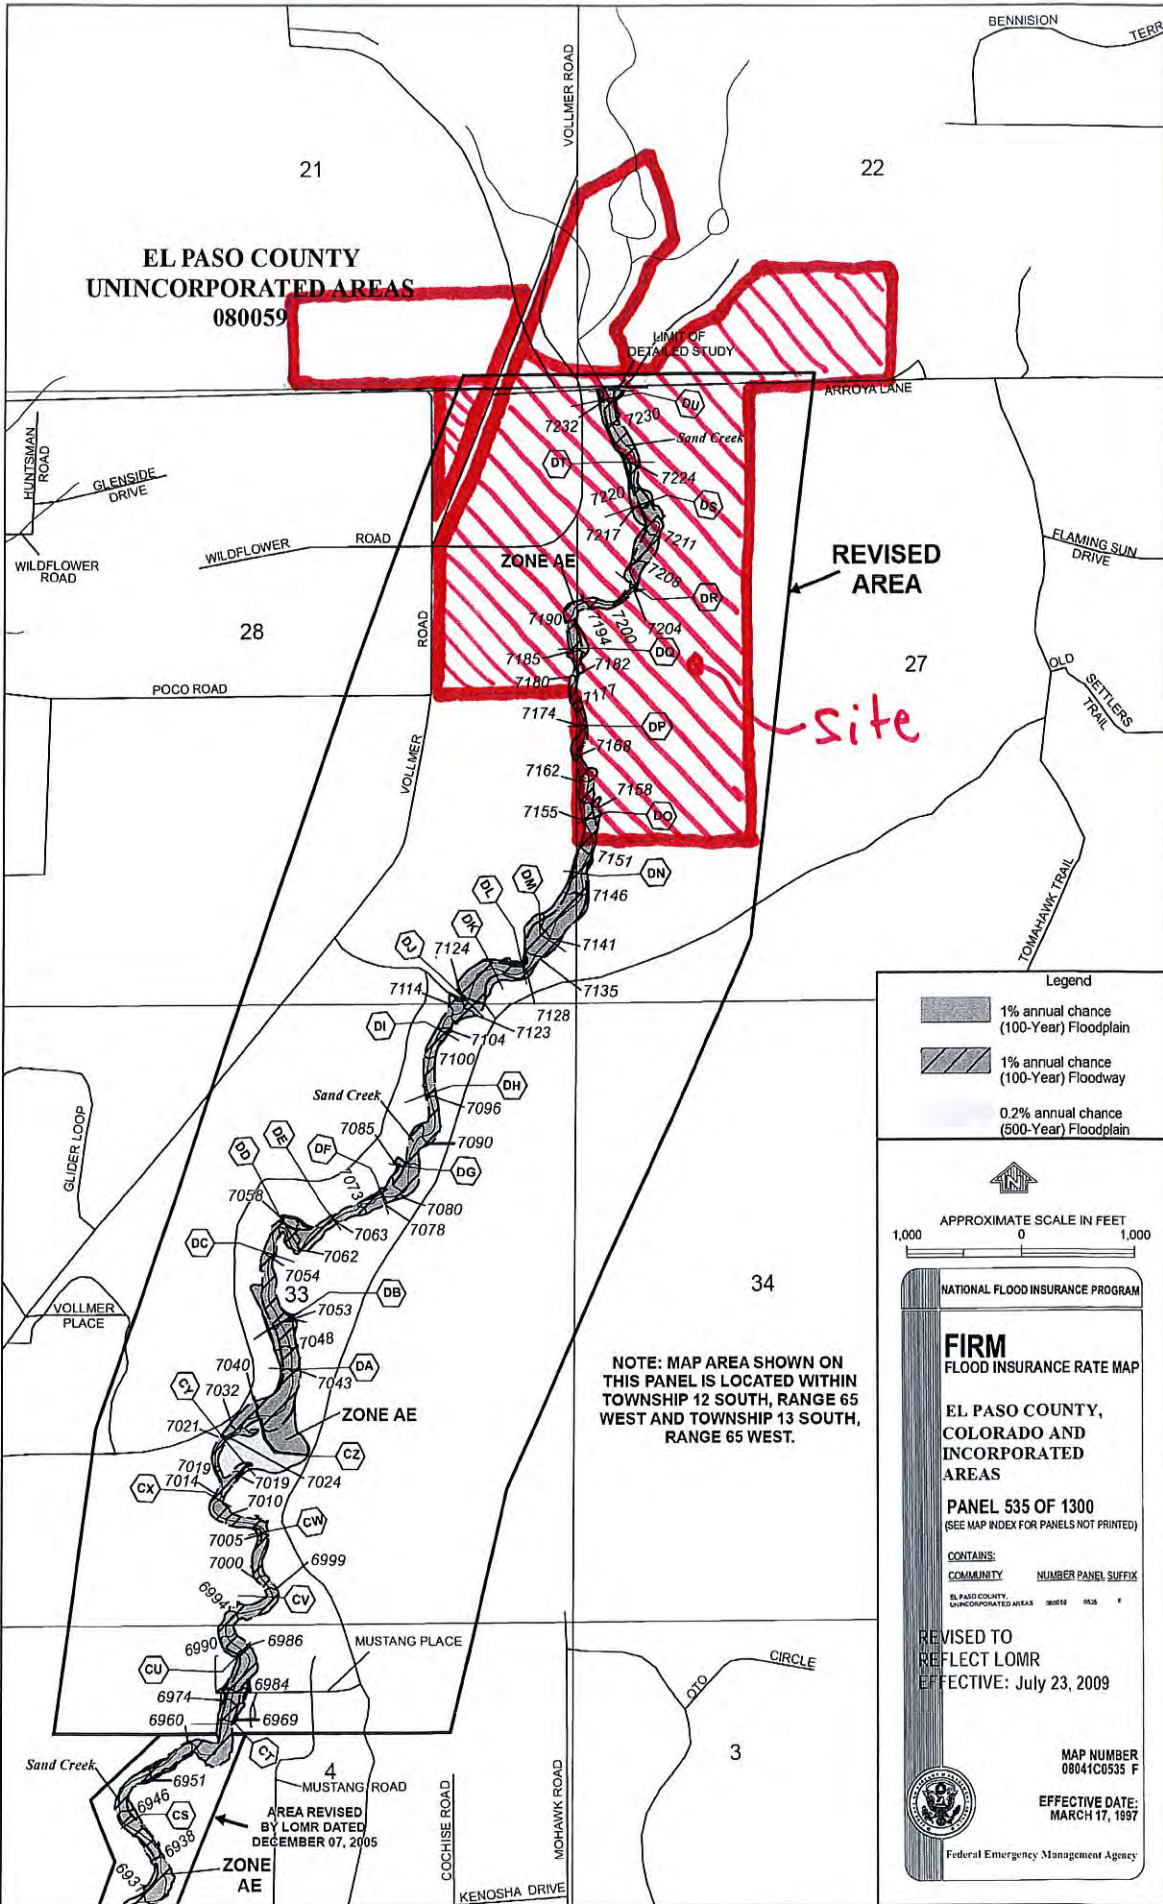 BENNISION
TERR
VOLLMER ROAD
21
22
EL PASO COUNTY
UNINCORPORATED AREAS
080059
LIMIT OF
DETAILED STUDY
ARROYA LANE
DU
7232
7230
Sand Creek
HUNTSMAN
ROAD
GLENSIDE
DRIVE
DT
7224
7220
DS
7217
7211
WILDFLOWER
ROAD
WILDFLOWER
ROAD
ZONE AE
7208
REVISED
AREA
FLAMING SUN
DRIVE
DR
7190
7194
7200
7204
28
ROAD
7185
DQ
7182
27
OLD
SETTLERS
TRAIL
POCO ROAD
7180
7177
7174
DP
site
VOLLMER
7168
7162
7158
7155
DO
7151
DN
DM
DL
7146
DK
DJ
7124
7141
TOMAHAWK TRAIL
7135
7114
7128
7123
DI
7104
7100
Legend
1% annual chance
(100-Year) Floodplain
1% annual chance
(100-Year) Floodway
0.2% annual chance
(500-Year) Floodplain
DH
Sand Creek
7096
7085
7090
GLIDER LOOP
DE
DF
DD
DG
7073
7058
7080
7078
7063
DC
7062
7054
33
DB
7053
34
7048
VOLLMER
PLACE
7040
DA
7043
CY
7032
ZONE AE
7021
CZ
7019
7019
7024
7014
CX
7010
CW
7005
7000
6999
6994
CV
APPROXIMATE SCALE IN FEET
1,000
0
1,000
NOTE: MAP AREA SHOWN ON
THIS PANEL IS LOCATED WITHIN
TOWNSHIP 12 SOUTH, RANGE 65
WEST AND TOWNSHIP 13 SOUTH,
RANGE 65 WEST.
NATIONAL FLOOD INSURANCE PROGRAM
FIRM
FLOOD INSURANCE RATE MAP
EL PASO COUNTY,
COLORADO AND
INCORPORATED
AREAS
PANEL 535 OF 1300
(SEE MAP INDEX FOR PANELS NOT PRINTED)
CONTAINS:
COMMUNITY NUMBER PANEL SUFFIX
EL PASO COUNTY,
UNINCORPORATED AREAS 080059 0535 F
REVISED TO
REFLECT LOMR
EFFECTIVE: July 23, 2009
MAP NUMBER
08041C0535 F
EFFECTIVE DATE:
MARCH 17, 1997
Federal Emergency Management Agency
6990
6986
MUSTANG PLACE
CU
6984
6974
6960
6969
CT
OTO
CIRCLE
3
4
Sand Creek
6951
6946
CS
6938
6937
MUSTANG ROAD
AREA REVISED
BY LOMR DATED
DECEMBER 07, 2005
ZONE
AE
COCHISE ROAD
MOHAWK ROAD
KENOSHA DRIVE